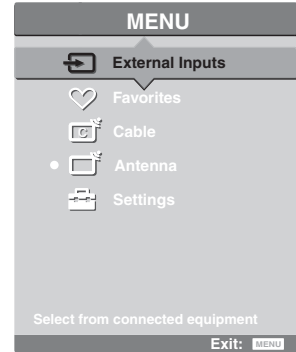 MENU
External Inputs
Favorites
C Cable
Antenna
Settings
Select from connected equipment
Exit: MENU